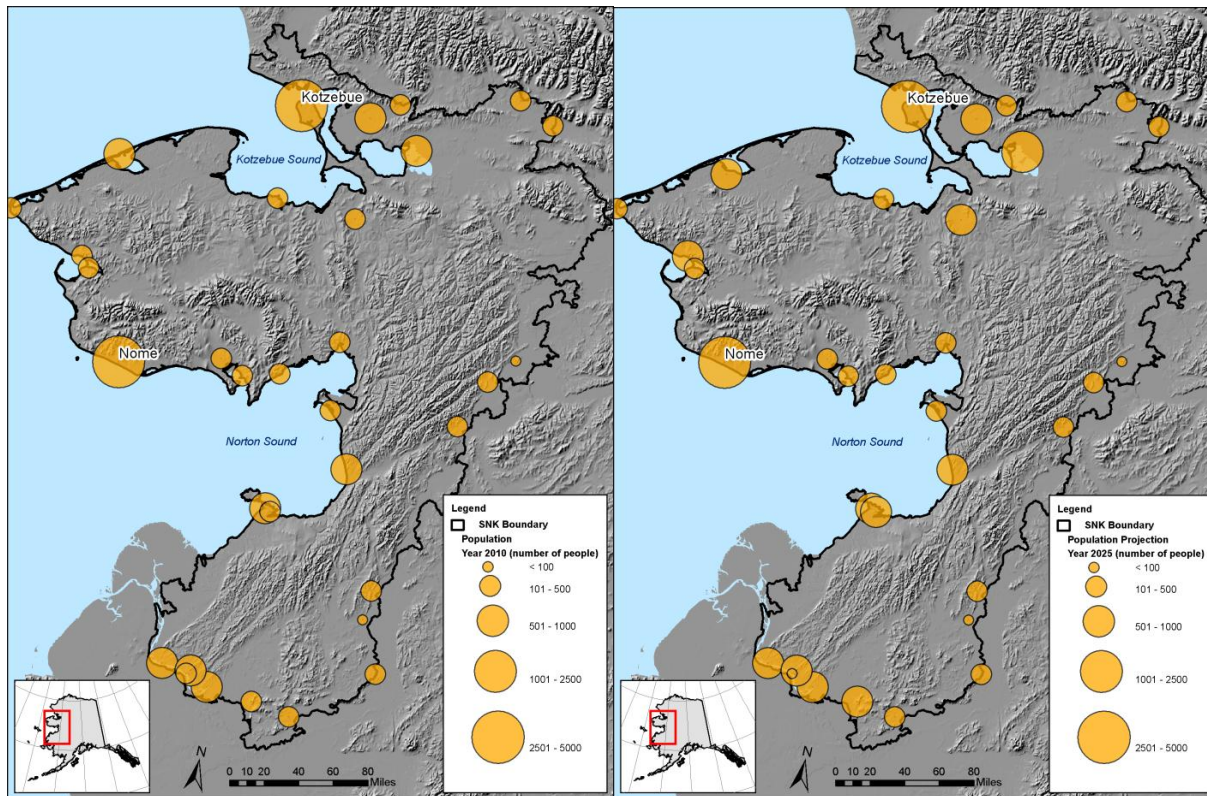 Kotzebue
Kotzebue Sound
Nome
Norton Sound
Legend
SNK Boundary
Population
Year 2010 (number of people)
< 100
101 - 500
501 - 1000
1001 - 2500
2501 - 5000
N
0 10 20 40 60 80
Miles
Kotzebue
Kotzebue Sound
Nome
Norton Sound
Legend
SNK Boundary
Population Projection
Year 2025 (number of people)
< 100
101 - 500
501 - 1000
1001 - 2500
2501 - 5000
N
0 10 20 40 60 80
Miles